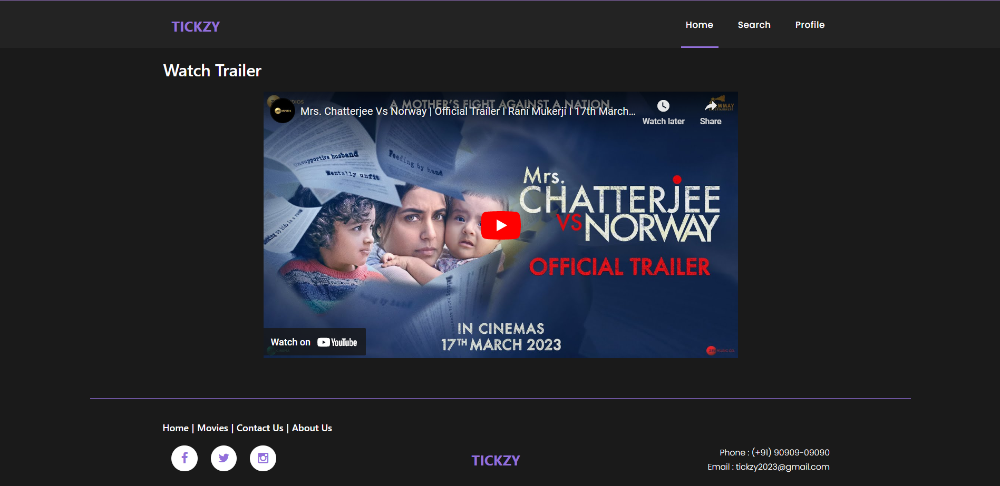 TICKZY
Home
Search
Profile
Watch Trailer
A MOTHER'S FIGHT AGAINST A NATION.
Mrs. Chatterjee Vs Norway | Official Trailer I Rani Mukerji I 17th March...
Watch later
Share
Unsupportive husband
Mentally unfit
Feeding by hand
Mrs.
CHATTERJEE
VS NORWAY
OFFICIAL TRAILER
IN CINEMAS
17TH MARCH 2023
Watch on YouTube
Home | Movies | Contact Us | About Us
TICKZY
Phone : (+91) 90909-09090
Email : tickzy2023@gmail.com